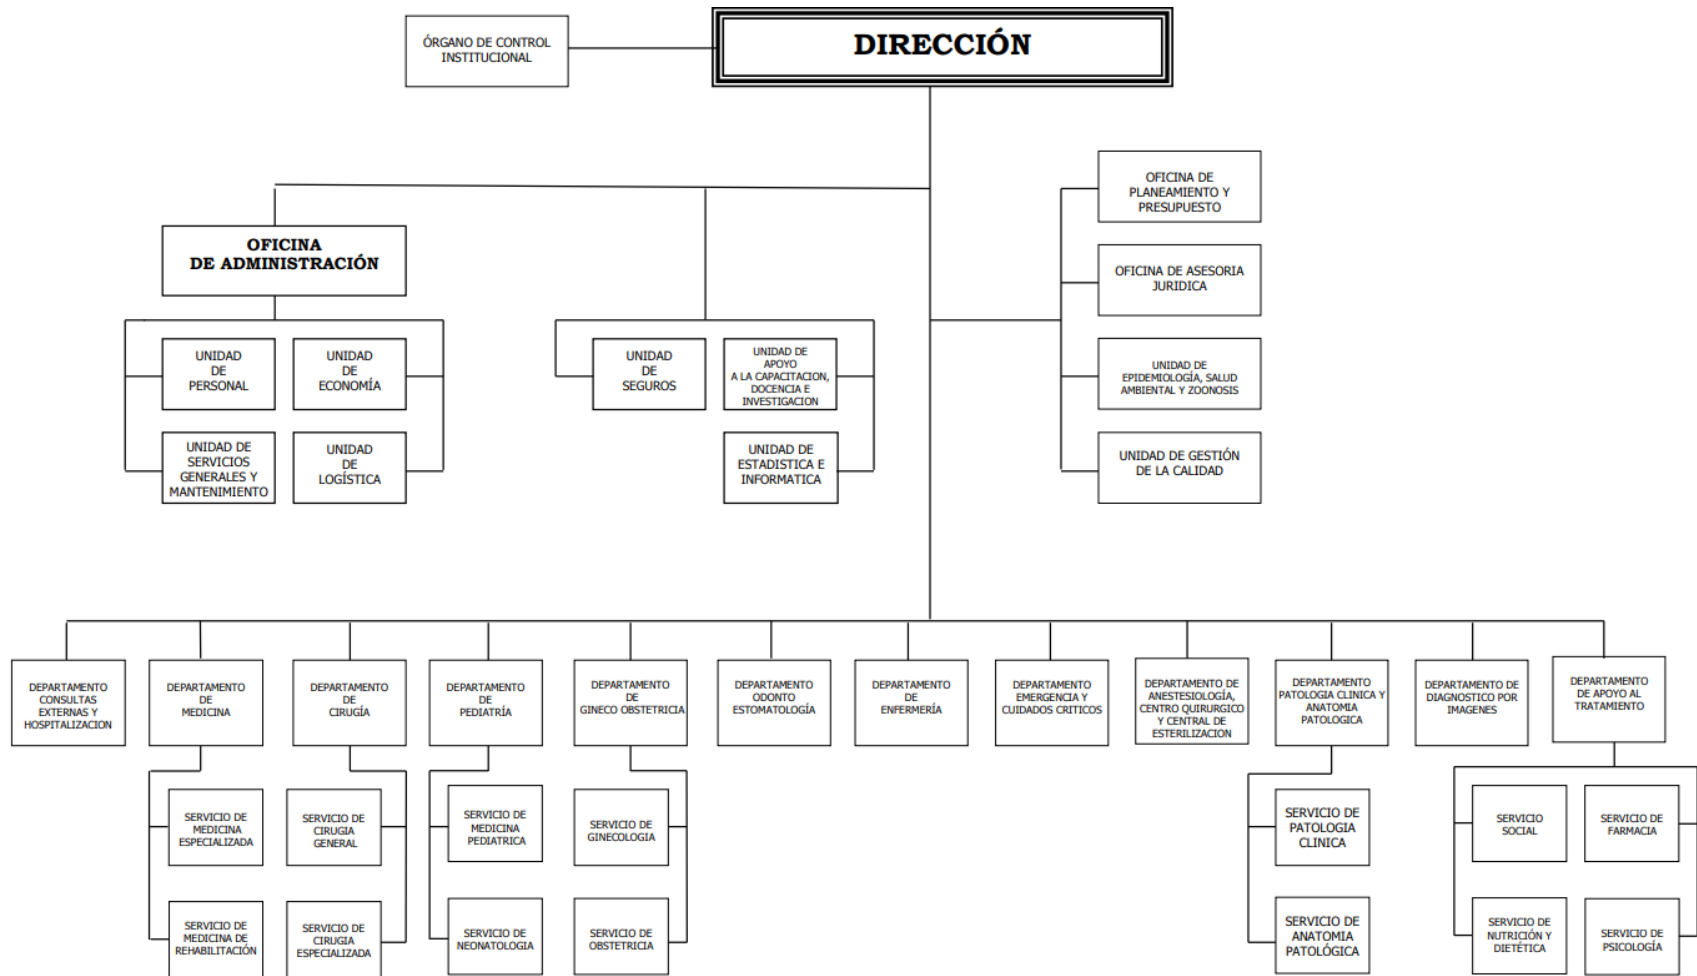 ÓRGANO DE CONTROL
INSTITUCIONAL
DIRECCIÓN
OFICINA DE
PLANEAMIENTO Y
PRESUPUESTO
OFICINA
DE ADMINISTRACIÓN
OFICINA DE ASESORIA
JURIDICA
UNIDAD
DE
PERSONAL
UNIDAD
DE
ECONOMÍA
UNIDAD
DE
SEGUROS
UNIDAD DE
APOYO
A LA CAPACITACION,
DOCENCIA E
INVESTIGACION
UNIDAD DE
EPIDEMIOLOGÍA, SALUD
AMBIENTAL Y ZOONOSIS
UNIDAD DE
SERVICIOS
GENERALES Y
MANTENIMIENTO
UNIDAD
DE
LOGÍSTICA
UNIDAD DE
ESTADISTICA E
INFORMATICA
UNIDAD DE GESTIÓN
DE LA CALIDAD
DEPARTAMENTO
CONSULTAS
EXTERNAS Y
HOSPITALIZACION
DEPARTAMENTO
DE
MEDICINA
DEPARTAMENTO
DE
CIRUGÍA
DEPARTAMENTO
DE
PEDIATRÍA
DEPARTAMENTO
DE
GINECO OBSTETRICIA
DEPARTAMENTO
ODONTO
ESTOMATOLOGÍA
DEPARTAMENTO
DE
ENFERMERÍA
DEPARTAMENTO
EMERGENCIA Y
CUIDADOS CRITICOS
DEPARTAMENTO DE
ANESTESIOLOGÍA,
CENTRO QUIRURGICO
Y CENTRAL DE
ESTERILIZACION
DEPARTAMENTO
PATOLOGIA CLINICA Y
ANATOMIA
PATOLOGICA
DEPARTAMENTO DE
DIAGNOSTICO POR
IMAGENES
DEPARTAMENTO
DE APOYO AL
TRATAMIENTO
SERVICIO DE
MEDICINA
ESPECIALIZADA
SERVICIO DE
CIRUGIA
GENERAL
SERVICIO DE
MEDICINA
PEDIATRICA
SERVICIO DE
GINECOLOGIA
SERVICIO DE
PATOLOGIA
CLINICA
SERVICIO
SOCIAL
SERVICIO DE
FARMACIA
SERVICIO DE
MEDICINA DE
REHABILITACIÓN
SERVICIO DE
CIRUGIA
ESPECIALIZADA
SERVICIO DE
NEONATOLOGIA
SERVICIO DE
OBSTETRICIA
SERVICIO DE
ANATOMIA
PATOLÓGICA
SERVICIO DE
NUTRICIÓN Y
DIETÉTICA
SERVICIO DE
PSICOLOGÍA